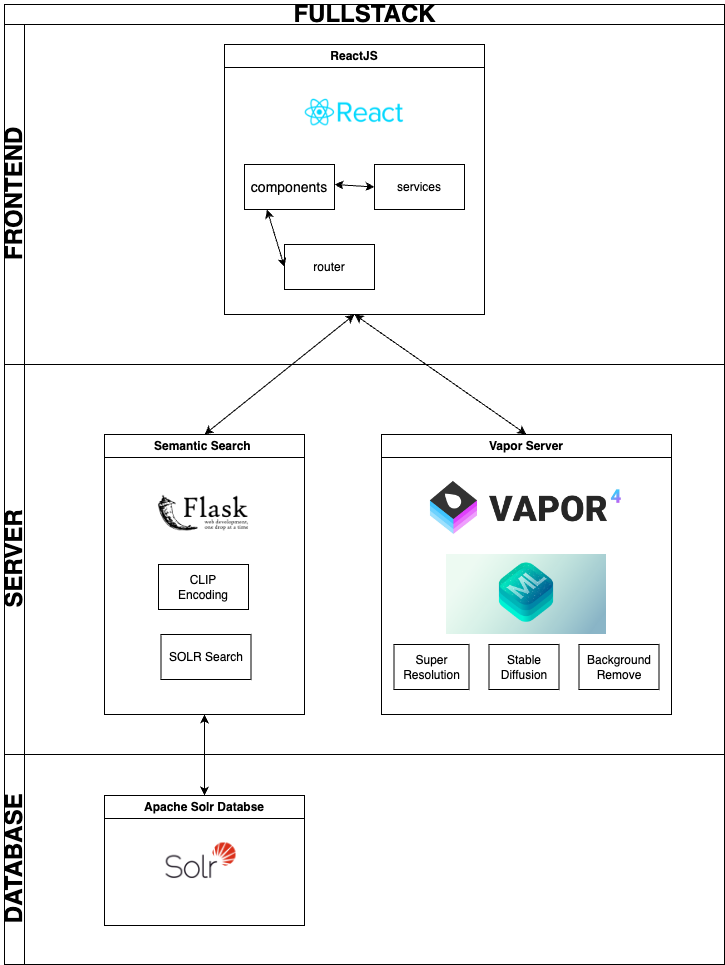 FULLSTACK
FRONTEND
ReactJS
React
components
services
router
SERVER
Semantic Search
Flask
web development,
one drop at a time
CLIP
Encoding
SOLR Search
Vapor Server
VAPOR 4
ML
Super
Resolution
Stable
Diffusion
Background
Remove
DATABASE
Apache Solr Databse
Solr